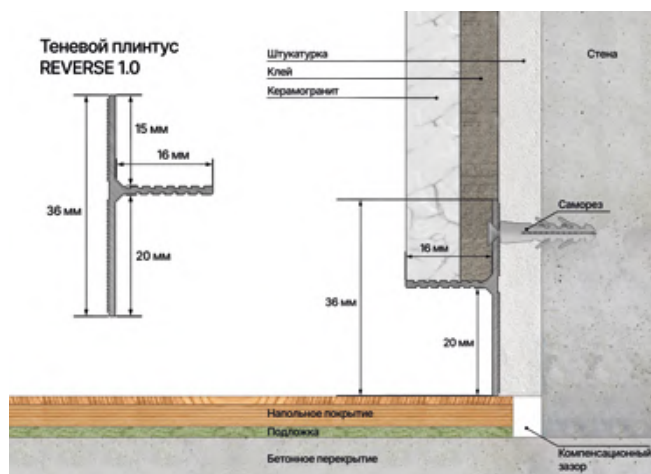 Теневой плинтус
REVERSE 1.0
15 мм
16 мм
36 мм
20 мм
Штукатурка
Клей
Керамогранит
Стена
Саморез
16 мм
36 мм
20 мм
Напольное покрытие
Подложка
Бетонное перекрытие
Компенсационный
зазор